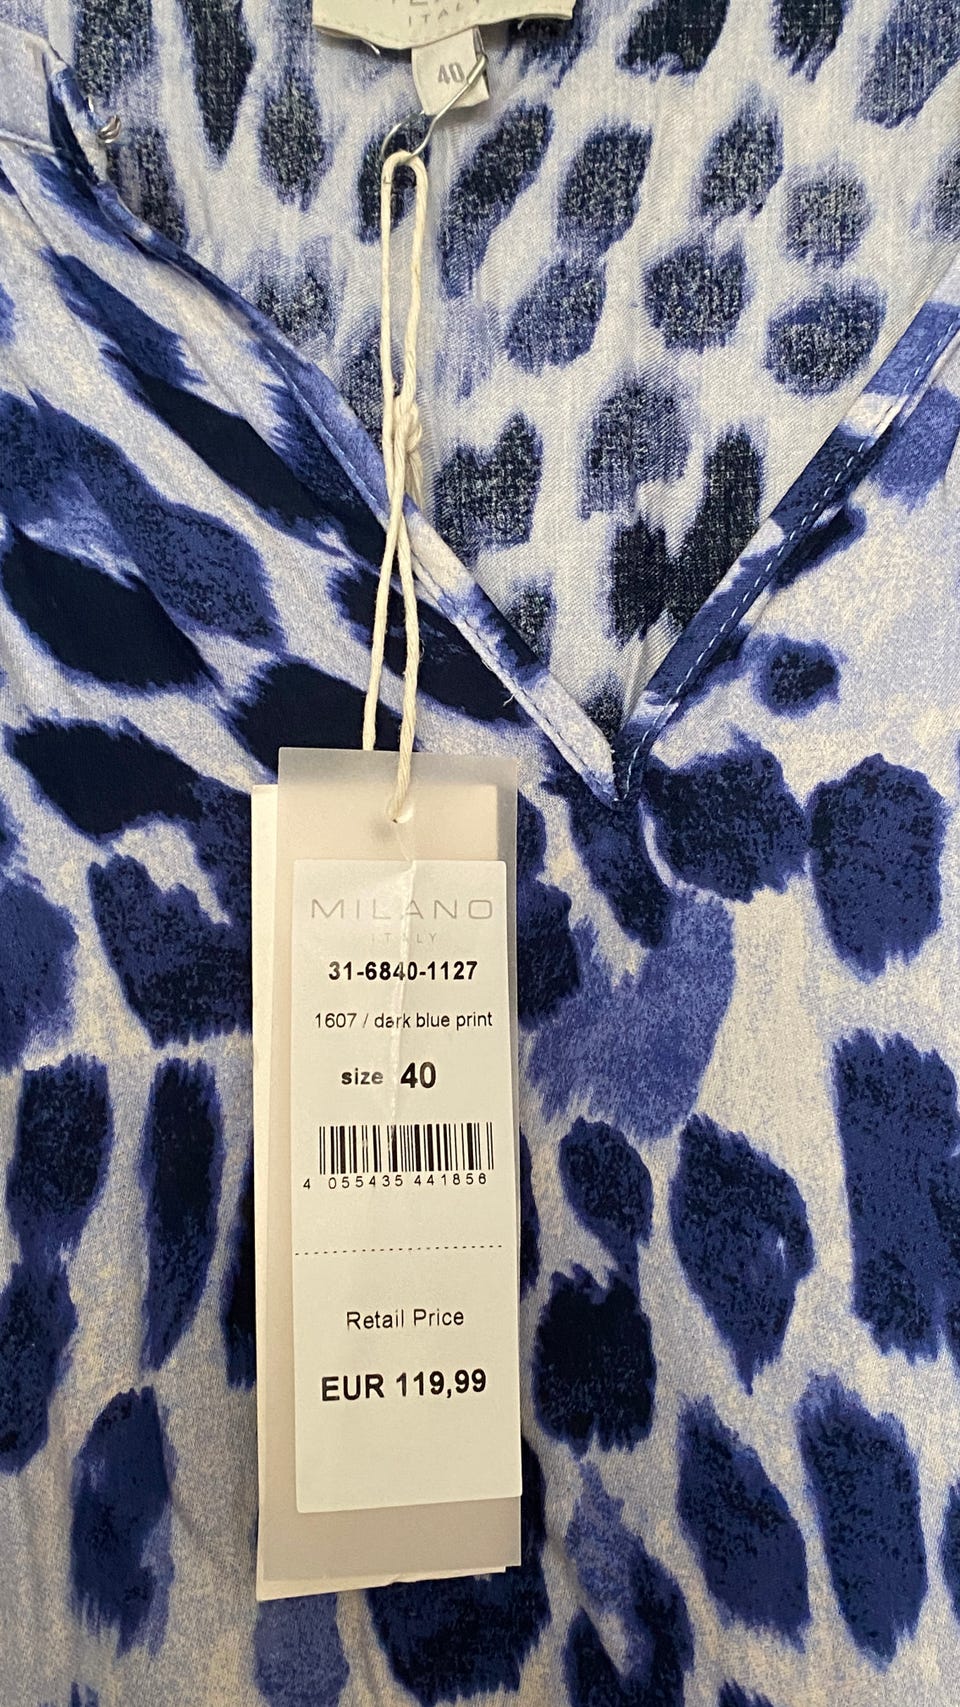 ITALY
40
MILANO
ITALY
31-6840-1127
1607 / dark blue print
size 40
4 055435 441856
Retail Price
EUR 119,99